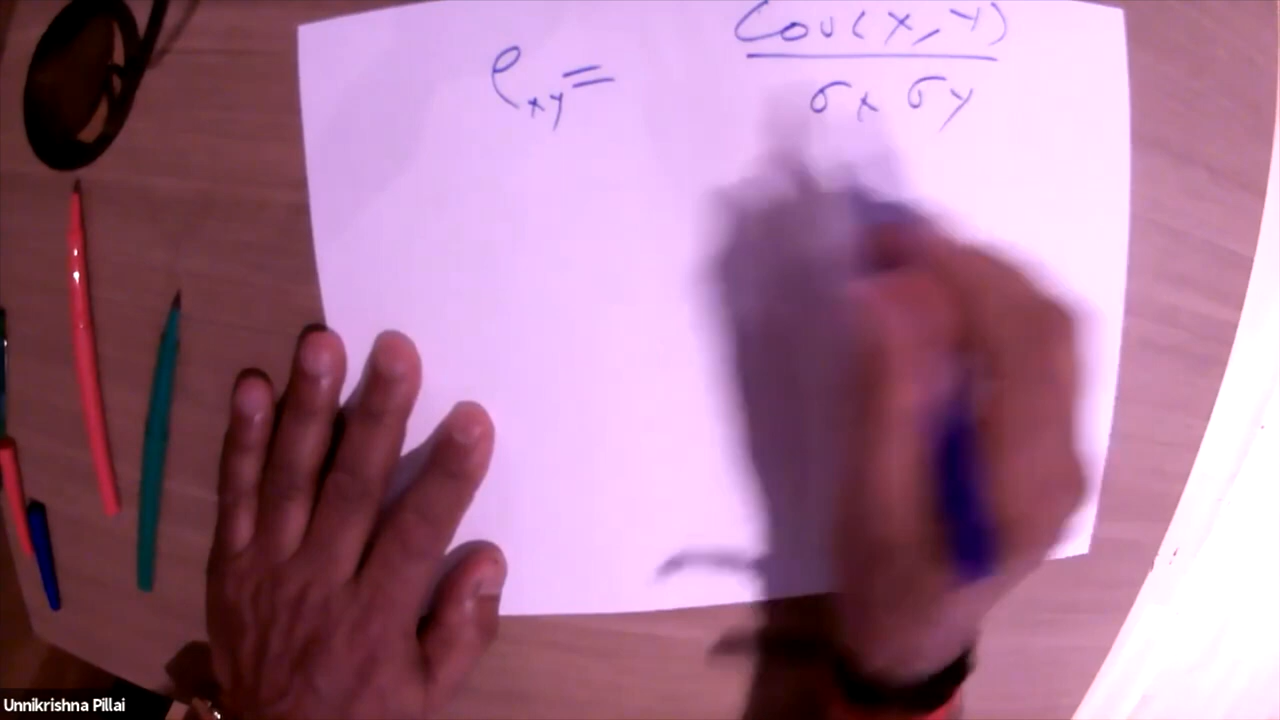 ρxy = Cov(X, Y)
σx σy
Unnikrishna Pillai